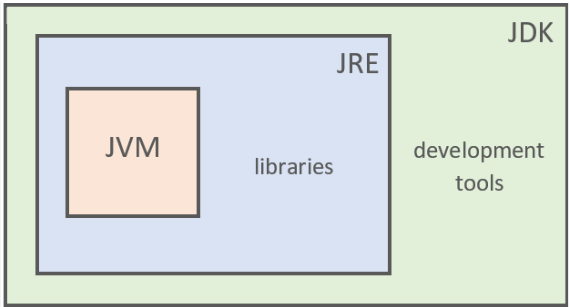 JDK
JRE
JVM
libraries
development
tools